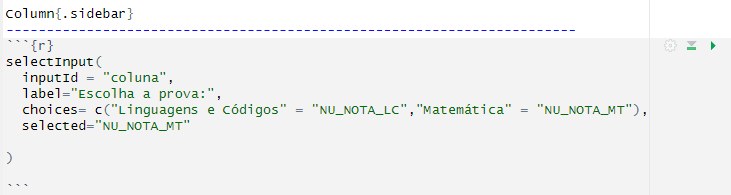 Column{.sidebar}
-------------------------------------------------------------------------
```{r}
selectInput(
  inputId = "coluna",
  label="Escolha a prova:",
  choices= c("Linguagens e Códigos" = "NU_NOTA_LC","Matemática" = "NU_NOTA_MT"),
  selected="NU_NOTA_MT"
)
```